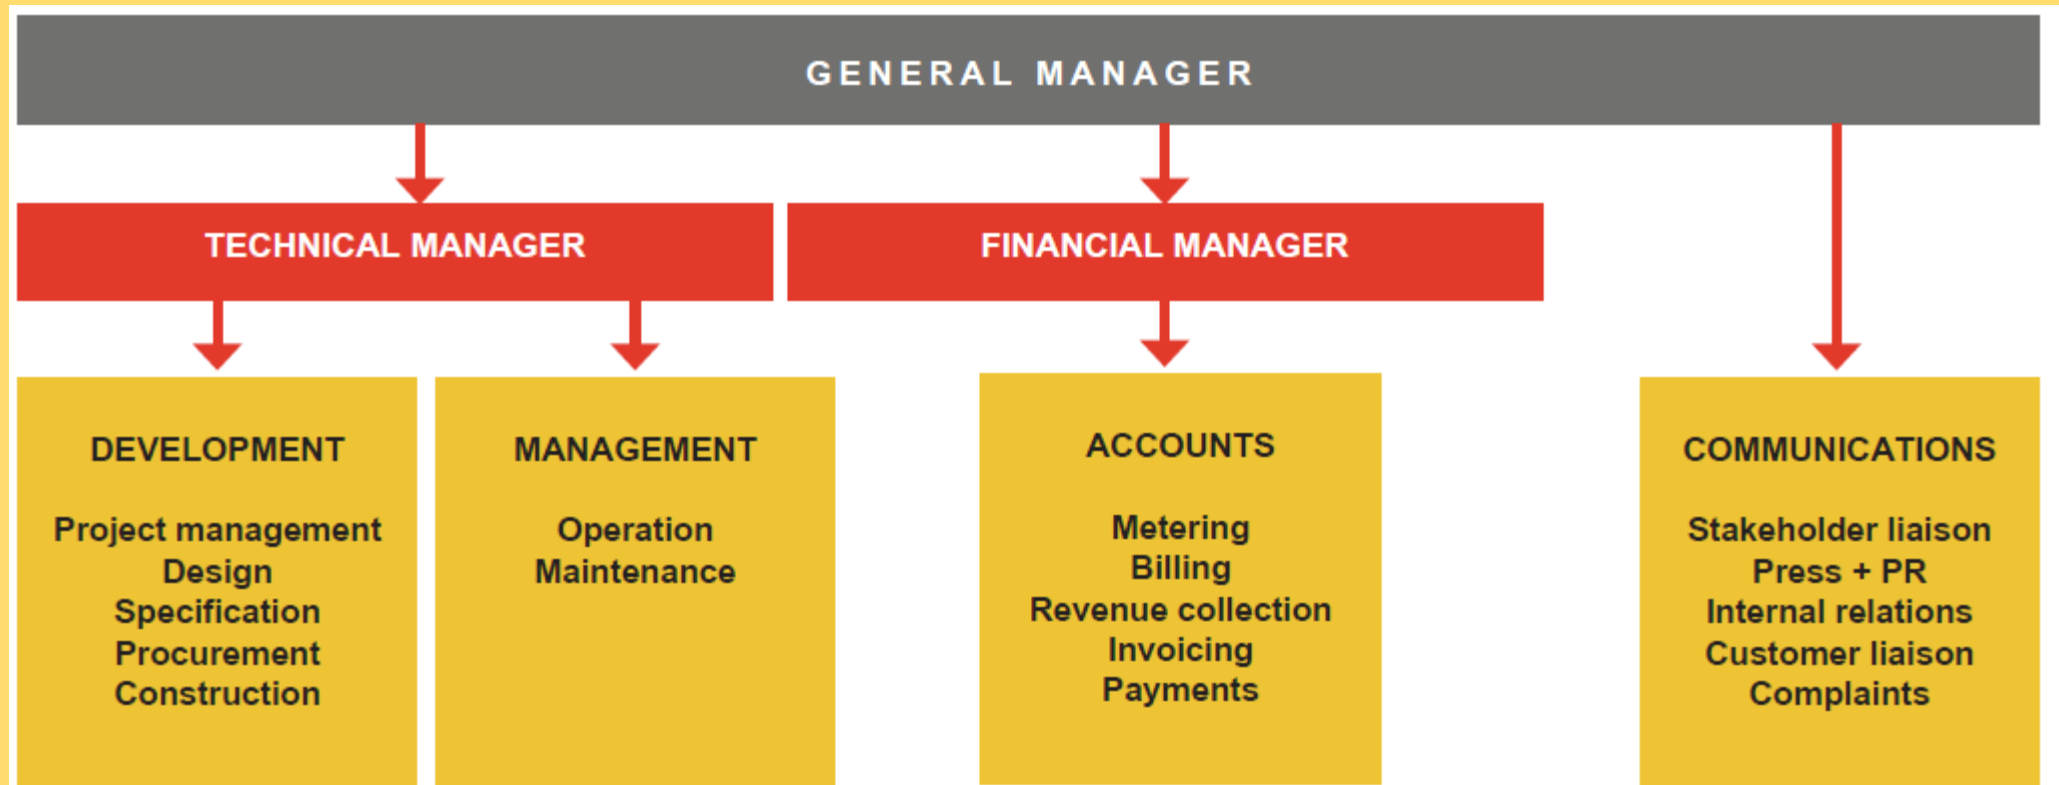 GENERAL MANAGER
TECHNICAL MANAGER
FINANCIAL MANAGER
DEVELOPMENT
Project management
Design
Specification
Procurement
Construction
MANAGEMENT
Operation
Maintenance
ACCOUNTS
Metering
Billing
Revenue collection
Invoicing
Payments
COMMUNICATIONS
Stakeholder liaison
Press + PR
Internal relations
Customer liaison
Complaints